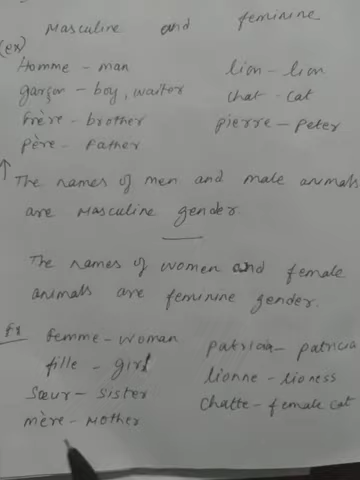 Masculine and feminine
(ex)
Homme - man lion - lion
garçon - boy, waiter chat - cat
frère - brother pierre - Peter
père - Father
The names of men and male animals
are Masculine gender
The names of women and female
animals are feminine gender.
Ex
femme - woman Patricia - patricia
fille - girl lionne - lioness
Sœur - sister chatte - female cat
mère - Mother